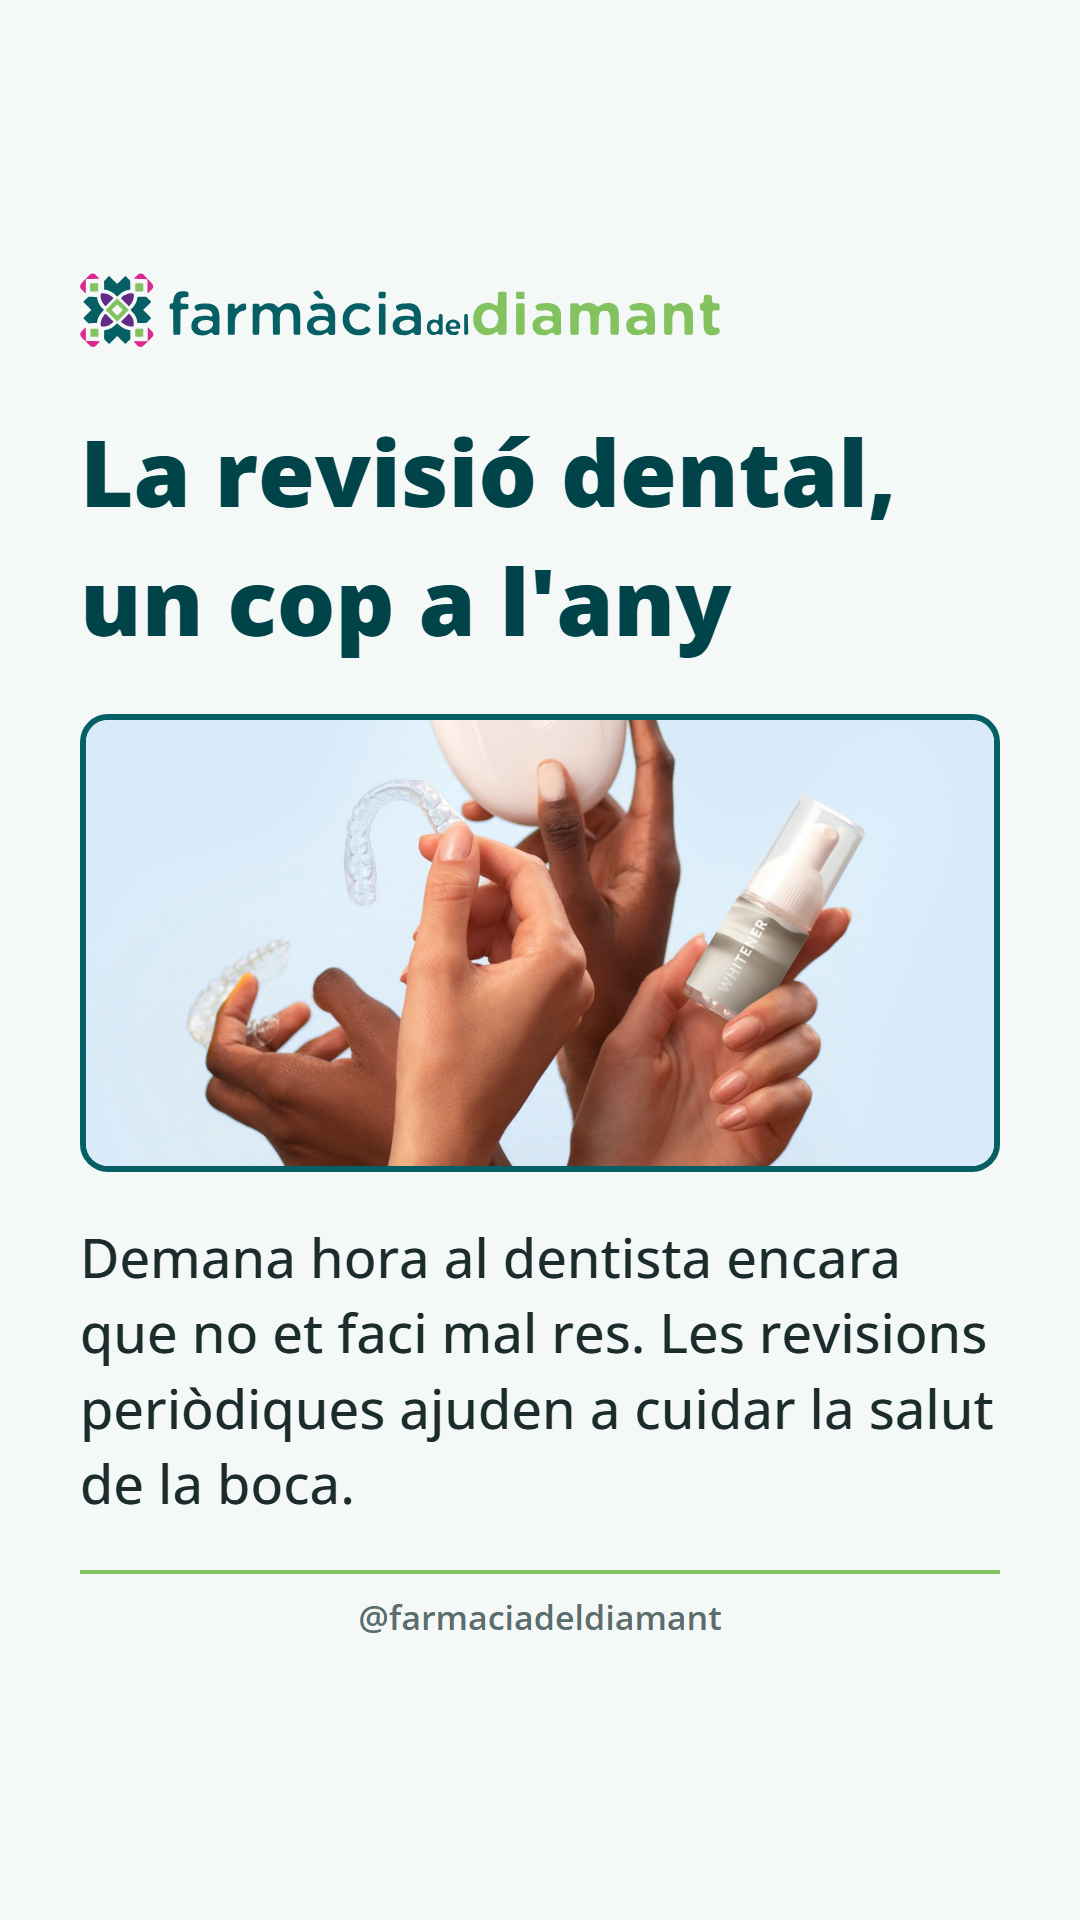 farmàciadeldiamant
La revisió dental,
un cop a l'any
WHITENER
Demana hora al dentista encara
que no et faci mal res. Les revisions
periòdiques ajuden a cuidar la salut
de la boca.
@farmaciadeldiamant